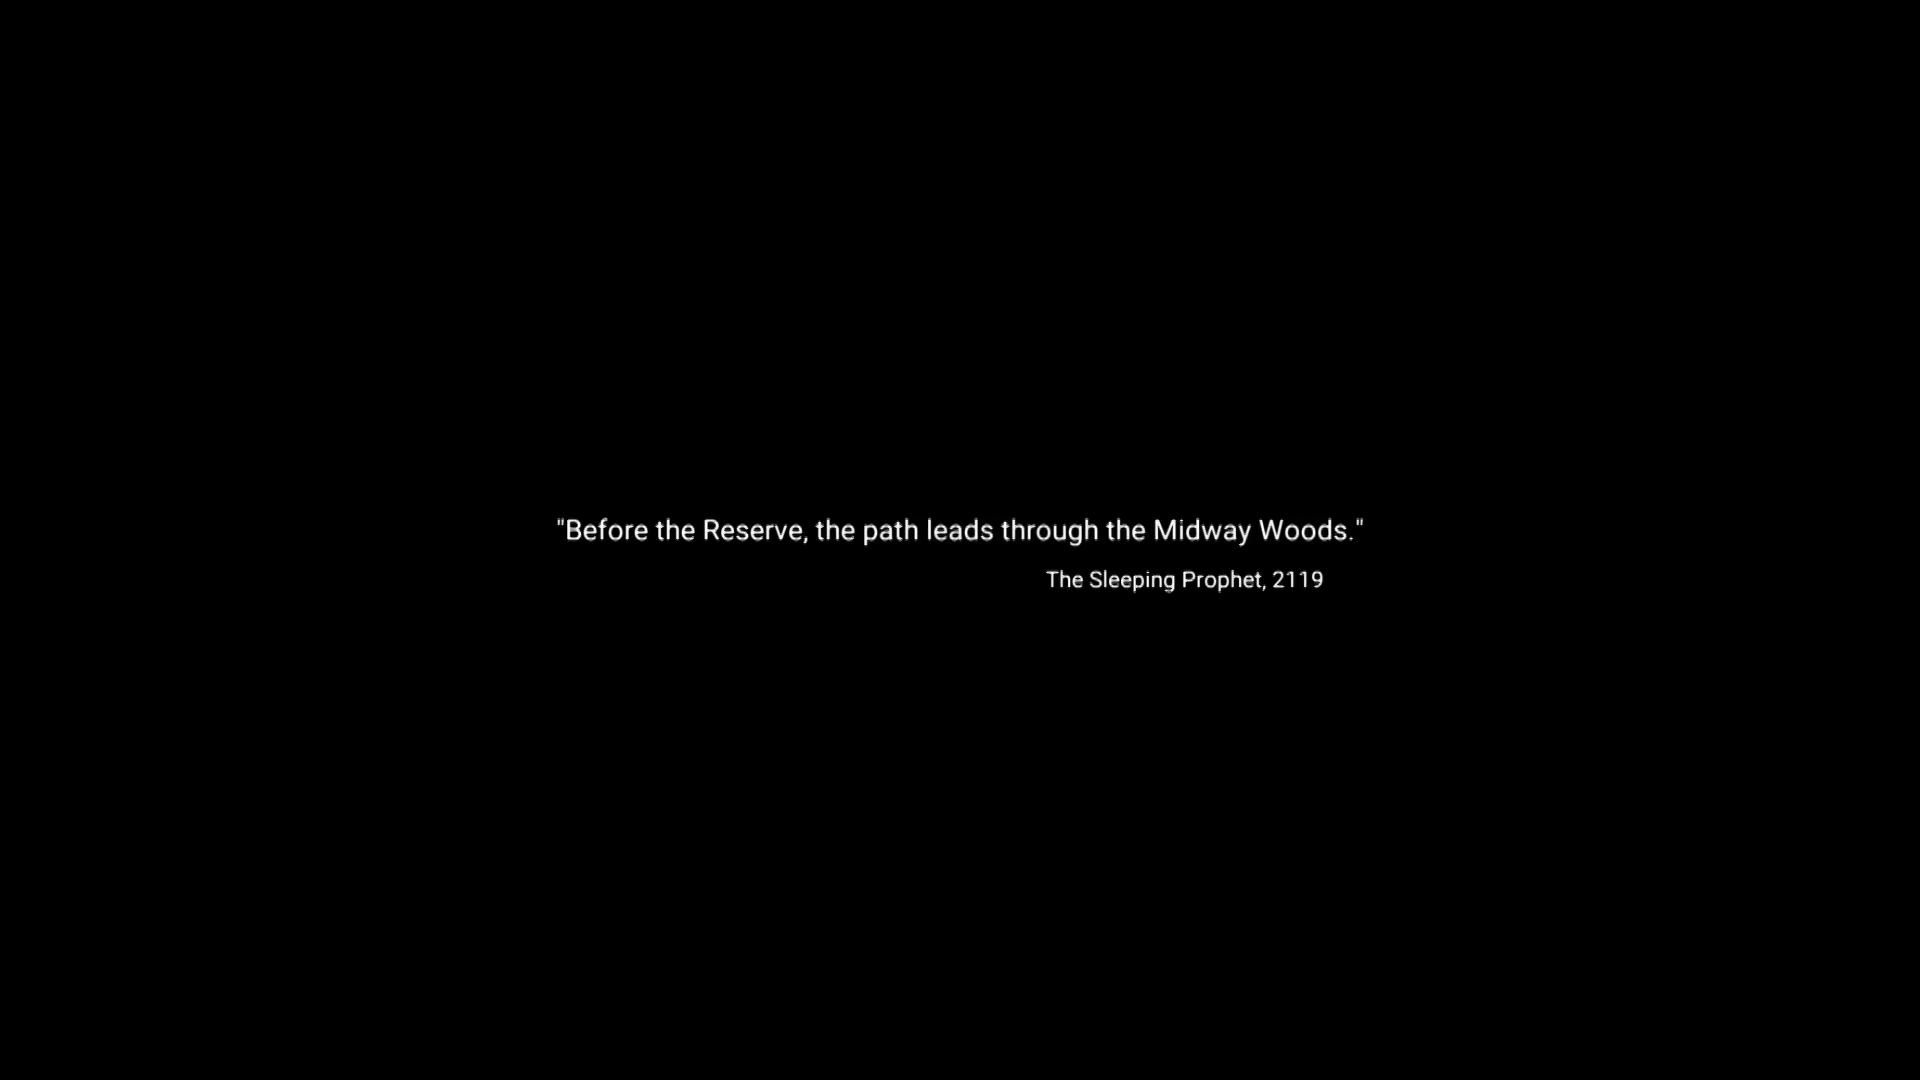 "Before the Reserve, the path leads through the Midway Woods."
The Sleeping Prophet, 2119